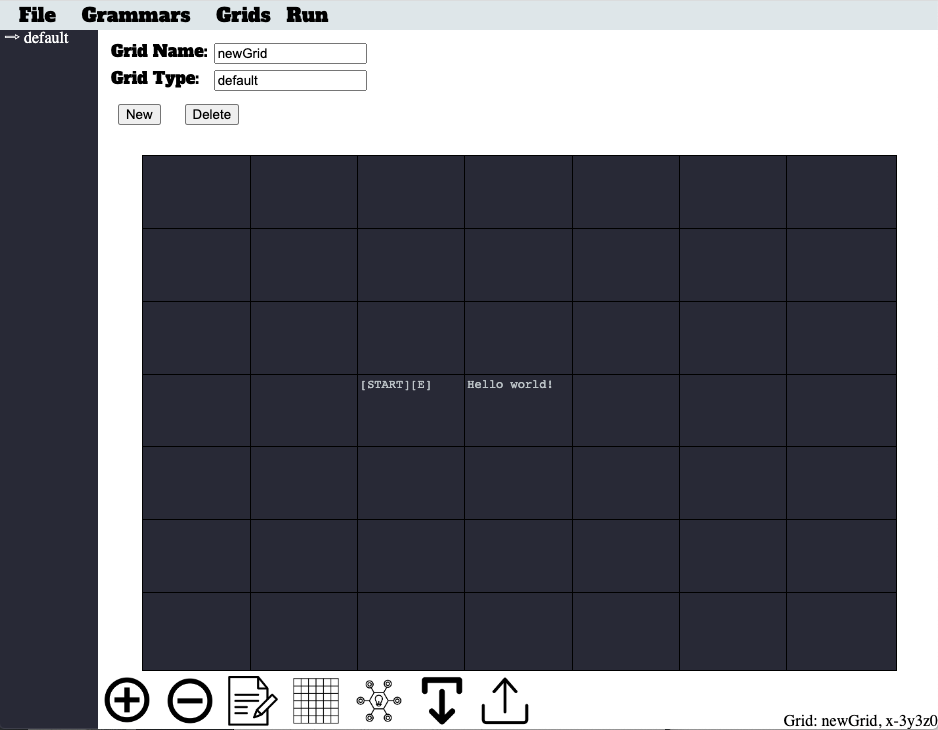 File Grammars Grids Run
→ default
Grid Name: newGrid
Grid Type: default
New Delete
[START][E] Hello world!
Grid: newGrid, x-3y3z0